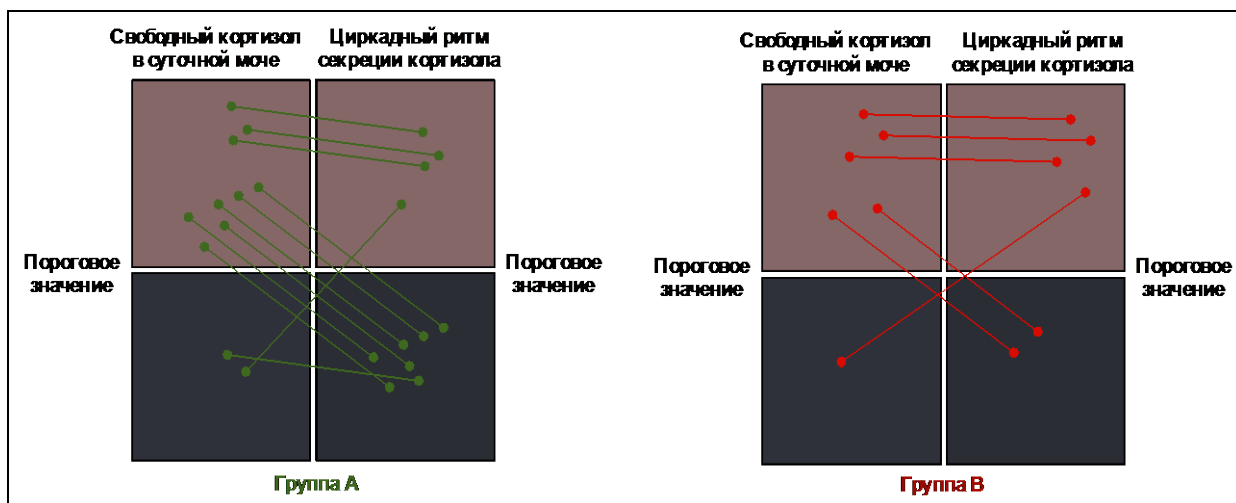 Свободный кортизол
в суточной моче
Циркадный ритм
секреции кортизола
Пороговое
значение
Пороговое
значение
Группа А
Свободный кортизол
в суточной моче
Циркадный ритм
секреции кортизола
Пороговое
значение
Пороговое
значение
Группа В